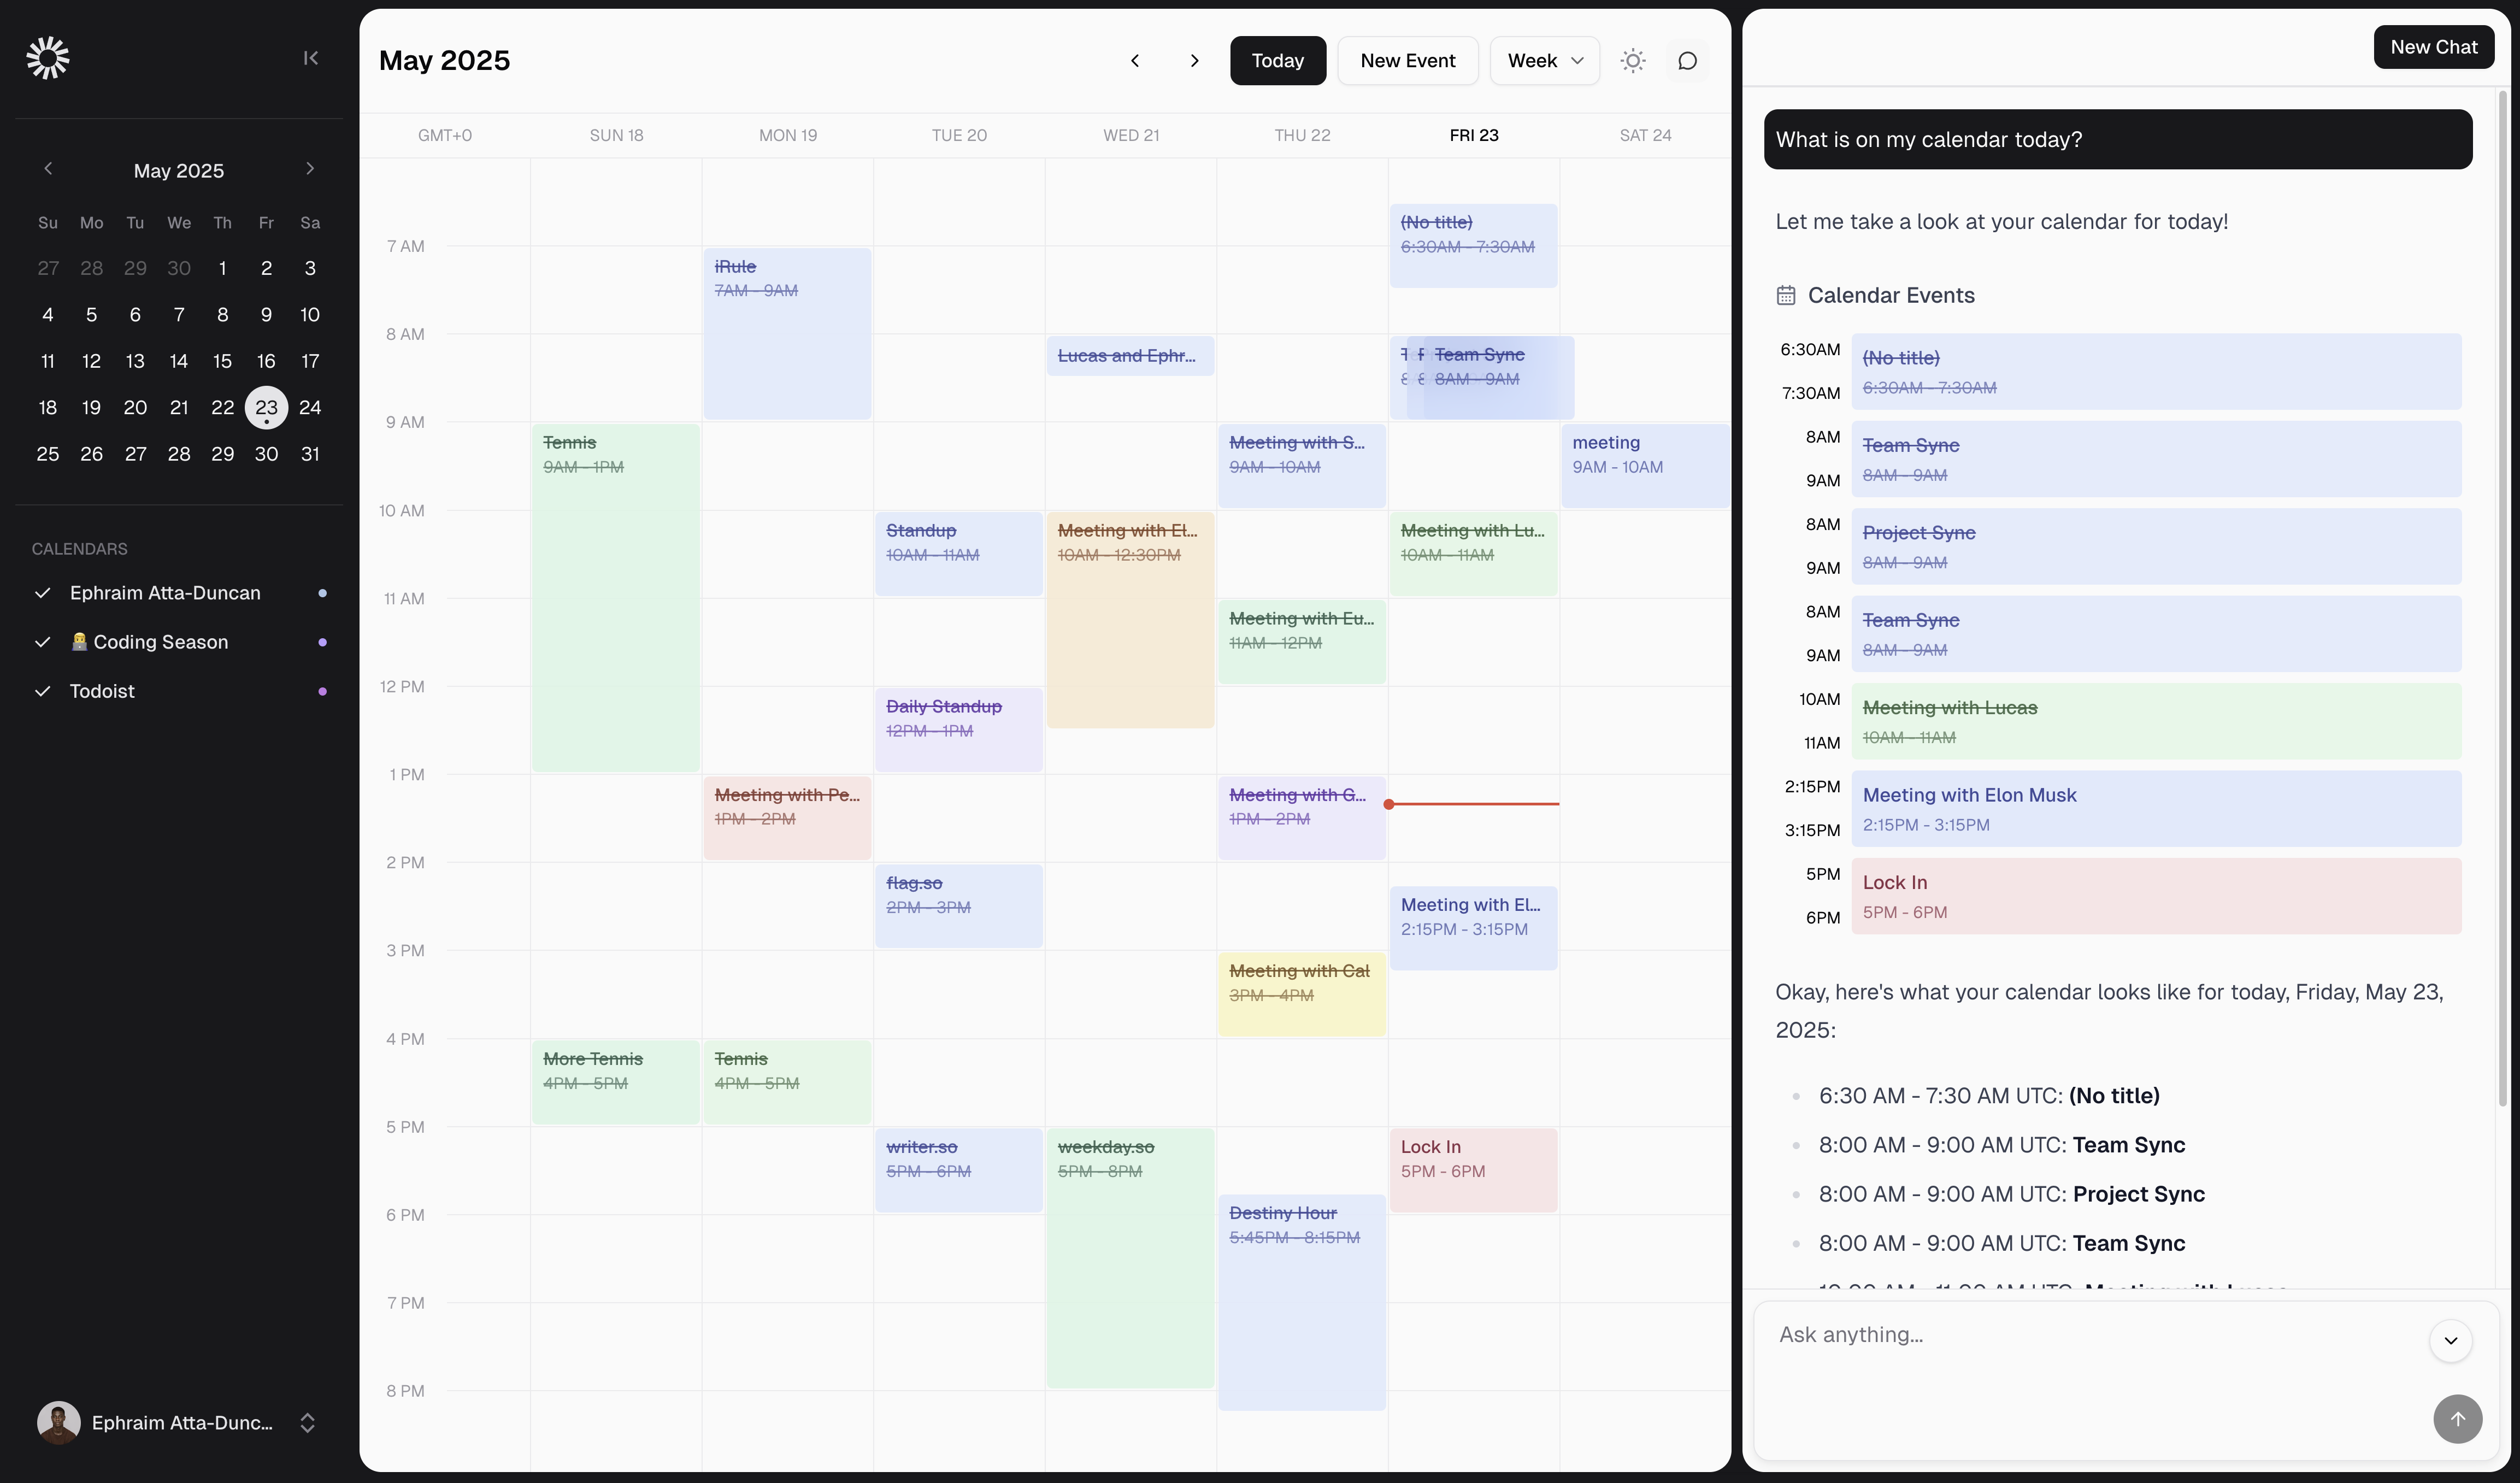 May 2025
Su Mo Tu We Th Fr Sa
27 28 29 30 1 2 3
4 5 6 7 8 9 10
11 12 13 14 15 16 17
18 19 20 21 22 23 24
25 26 27 28 29 30 31
CALENDARS
Ephraim Atta-Duncan
Coding Season
Todoist
Ephraim Atta-Dunc...
May 2025
Today
New Event
Week
GMT+0 SUN 18 MON 19 TUE 20 WED 21 THU 22 FRI 23 SAT 24
7 AM
8 AM
9 AM
10 AM
11 AM
12 PM
1 PM
2 PM
3 PM
4 PM
5 PM
6 PM
7 PM
8 PM
Tennis
9AM - 1PM
More Tennis
4PM - 5PM
iRule
7AM - 9AM
Meeting with Pe...
1PM - 2PM
Tennis
4PM - 5PM
Standup
10AM - 11AM
Daily Standup
12PM - 1PM
flag.so
2PM - 3PM
writer.so
5PM - 6PM
Lucas and Ephr...
Meeting with El...
10AM - 12:30PM
weekday.so
5PM - 8PM
Meeting with S...
9AM - 10AM
Meeting with Eu...
11AM - 12PM
Meeting with G...
1PM - 2PM
Meeting with Cal
3PM - 4PM
Destiny Hour
5:45PM - 8:15PM
(No title)
6:30AM - 7:30AM
Team Sync
8AM - 9AM
Meeting with Lu...
10AM - 11AM
Meeting with El...
2:15PM - 3:15PM
Lock In
5PM - 6PM
meeting
9AM - 10AM
New Chat
What is on my calendar today?
Let me take a look at your calendar for today!
Calendar Events
6:30AM
(No title)
7:30AM
6:30AM - 7:30AM
8AM
Team Sync
9AM
8AM - 9AM
8AM
Project Sync
9AM
8AM - 9AM
8AM
Team Sync
9AM
8AM - 9AM
10AM
Meeting with Lucas
11AM
10AM - 11AM
2:15PM
Meeting with Elon Musk
3:15PM
2:15PM - 3:15PM
5PM
Lock In
6PM
5PM - 6PM
Okay, here's what your calendar looks like for today, Friday, May 23,
2025:
6:30 AM - 7:30 AM UTC: (No title)
8:00 AM - 9:00 AM UTC: Team Sync
8:00 AM - 9:00 AM UTC: Project Sync
8:00 AM - 9:00 AM UTC: Team Sync
10:00 AM - 11:00 AM UTC: Meeting with Lucas
Ask anything...